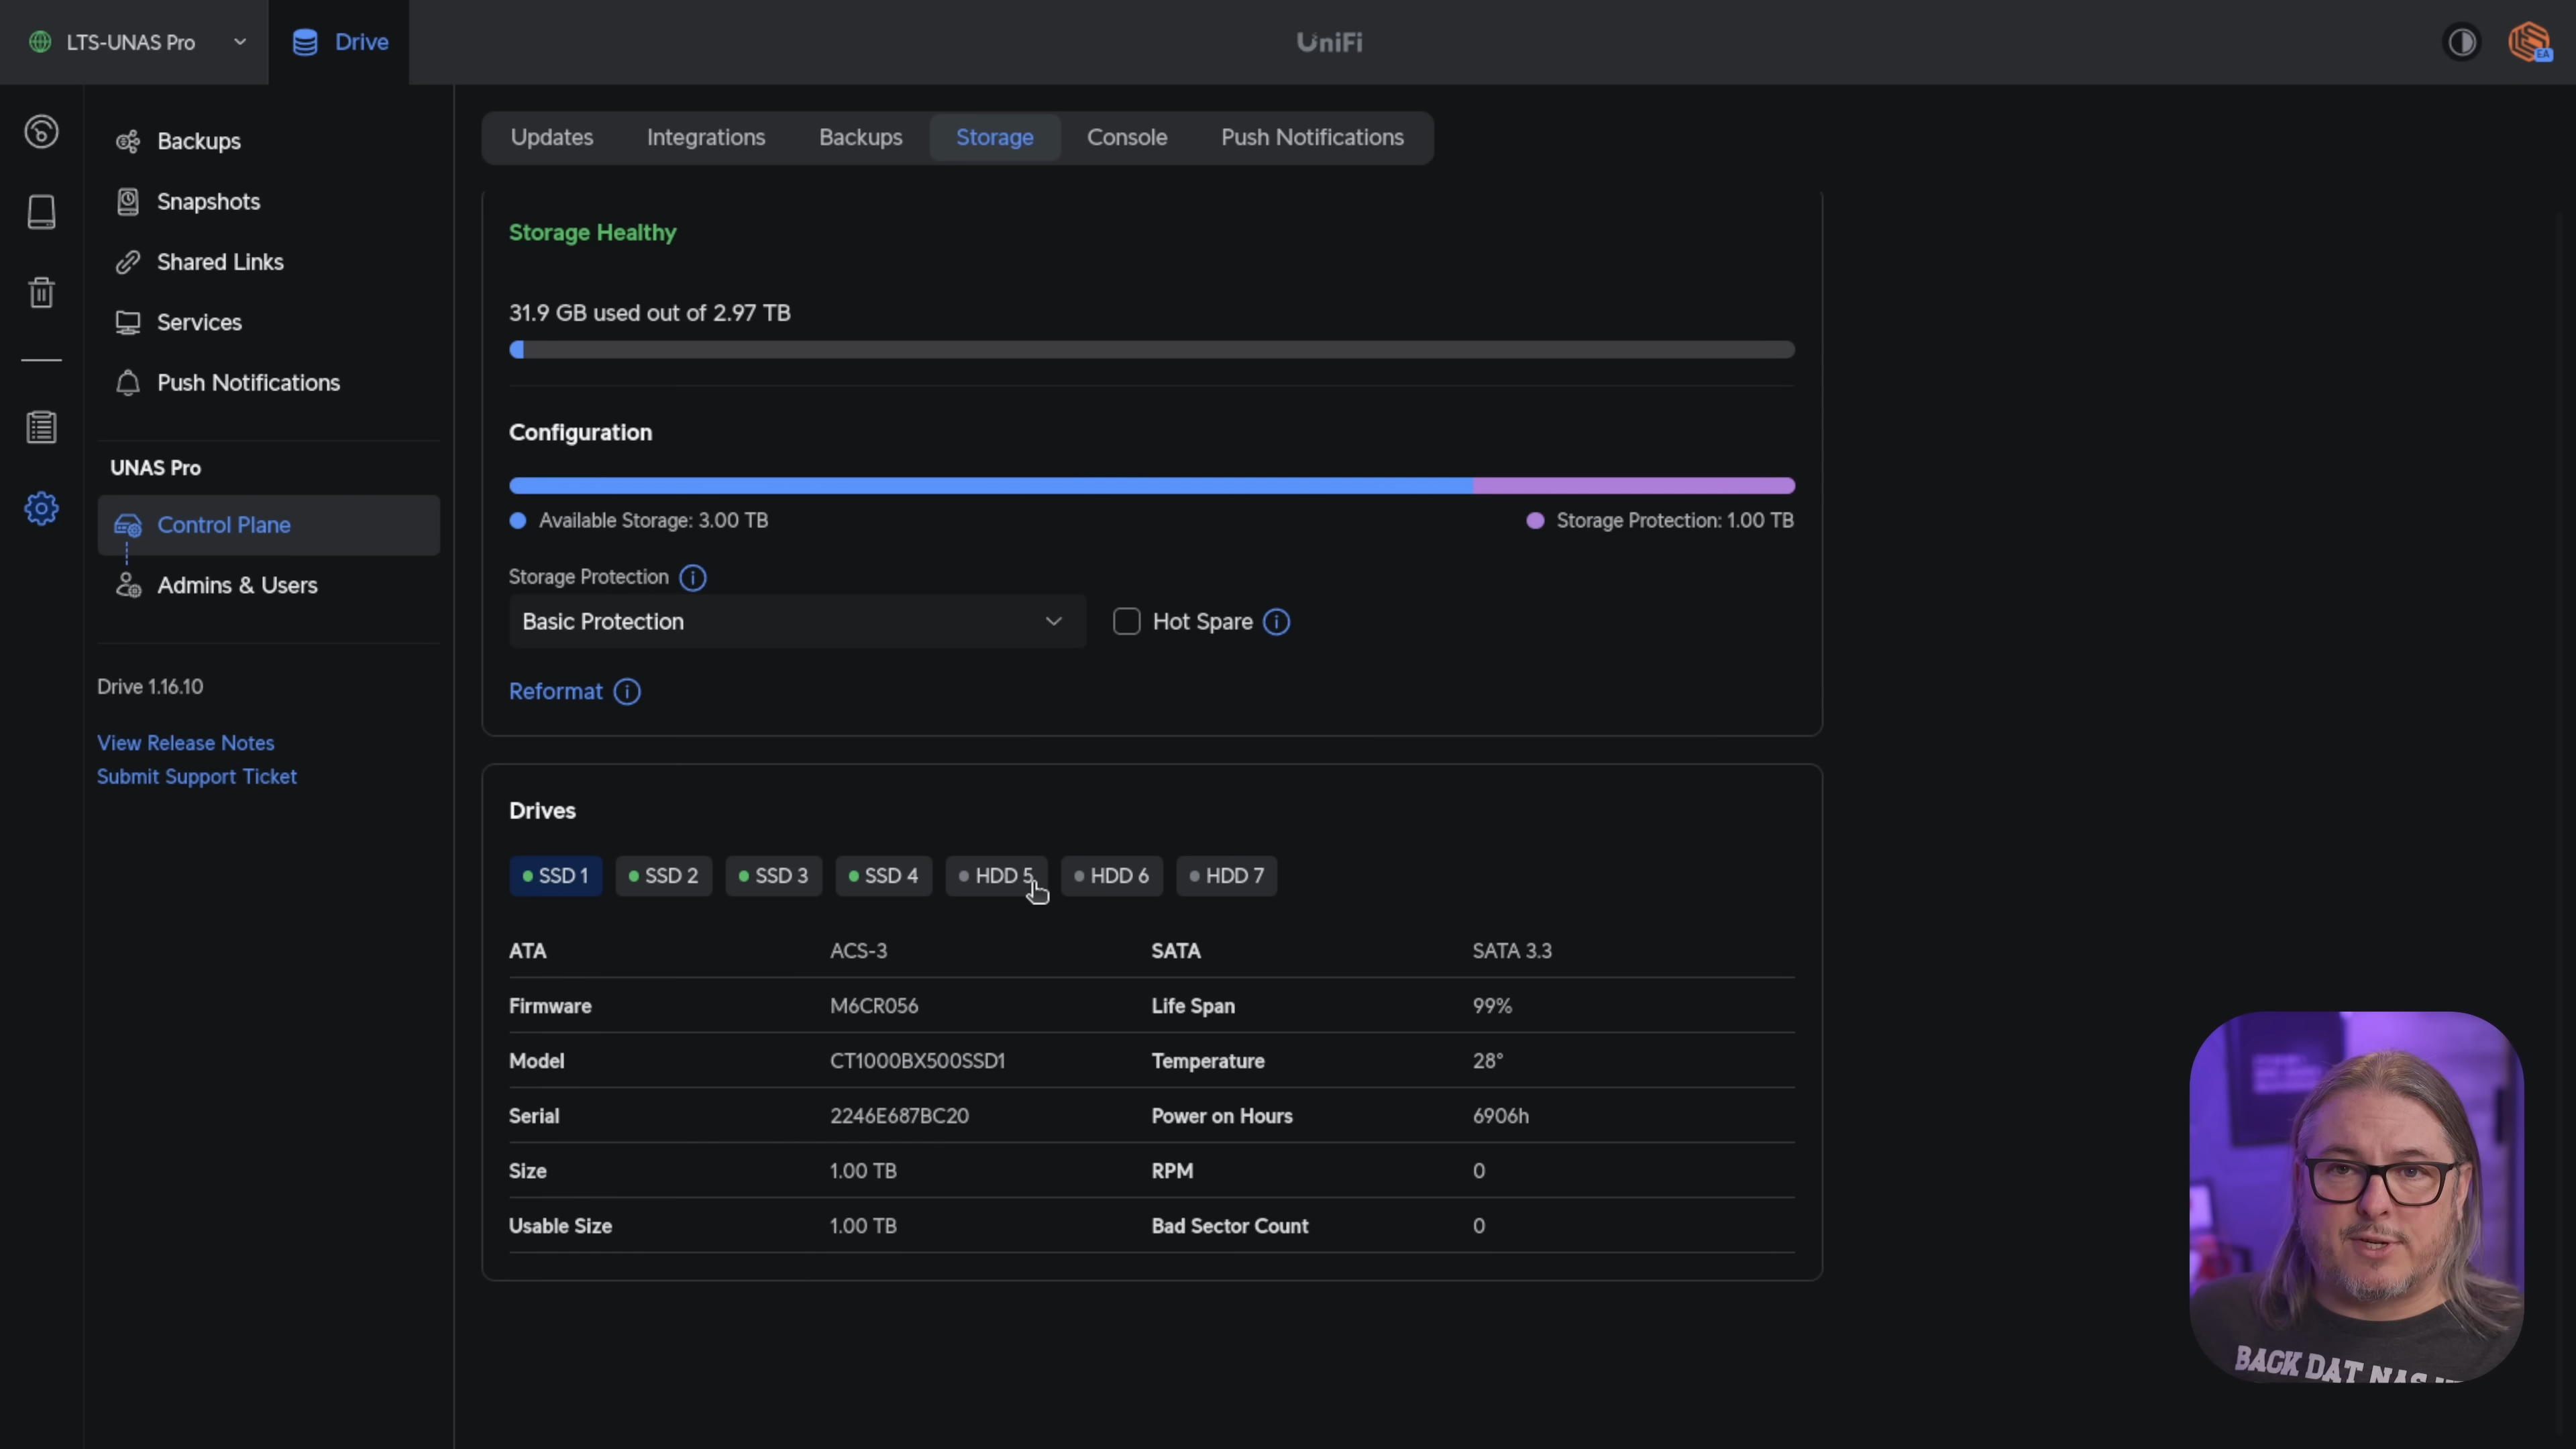 LTS-UNAS Pro
Drive
UniFi
EA
Backups
Snapshots
Shared Links
Services
Push Notifications
UNAS Pro
Control Plane
Admins & Users
Drive 1.16.10
View Release Notes
Submit Support Ticket
Updates Integrations Backups Storage Console Push Notifications
Storage Healthy
31.9 GB used out of 2.97 TB
Configuration
Available Storage: 3.00 TB Storage Protection: 1.00 TB
Storage Protection
Basic Protection Hot Spare
Reformat
Drives
SSD 1 SSD 2 SSD 3 SSD 4 HDD 5 HDD 6 HDD 7
ATA ACS-3 SATA SATA 3.3
Firmware M6CR056 Life Span 99%
Model CT1000BX500SSD1 Temperature 28°
Serial 2246E687BC20 Power on Hours 6906h
Size 1.00 TB RPM 0
Usable Size 1.00 TB Bad Sector Count 0
BACK DAT NAS